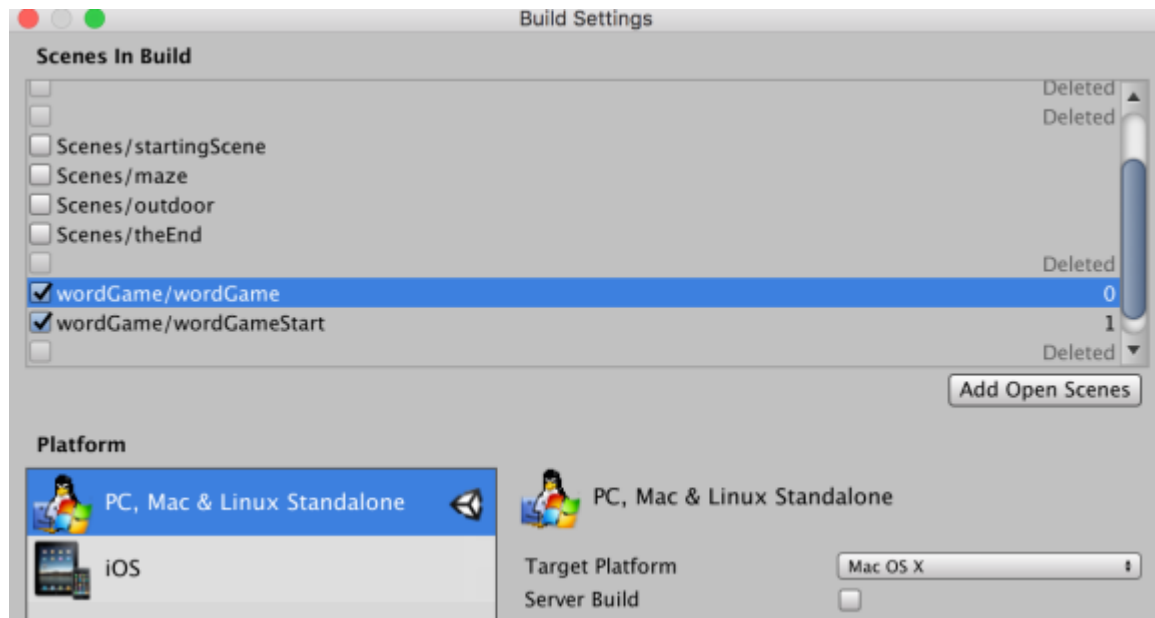 Build Settings
Scenes In Build
Deleted
Deleted
Scenes/startingScene
Scenes/maze
Scenes/outdoor
Scenes/theEnd
Deleted
wordGame/wordGame 0
wordGame/wordGameStart 1
Deleted
Add Open Scenes
Platform
PC, Mac & Linux Standalone
iOS
PC, Mac & Linux Standalone
Target Platform Mac OS X
Server Build